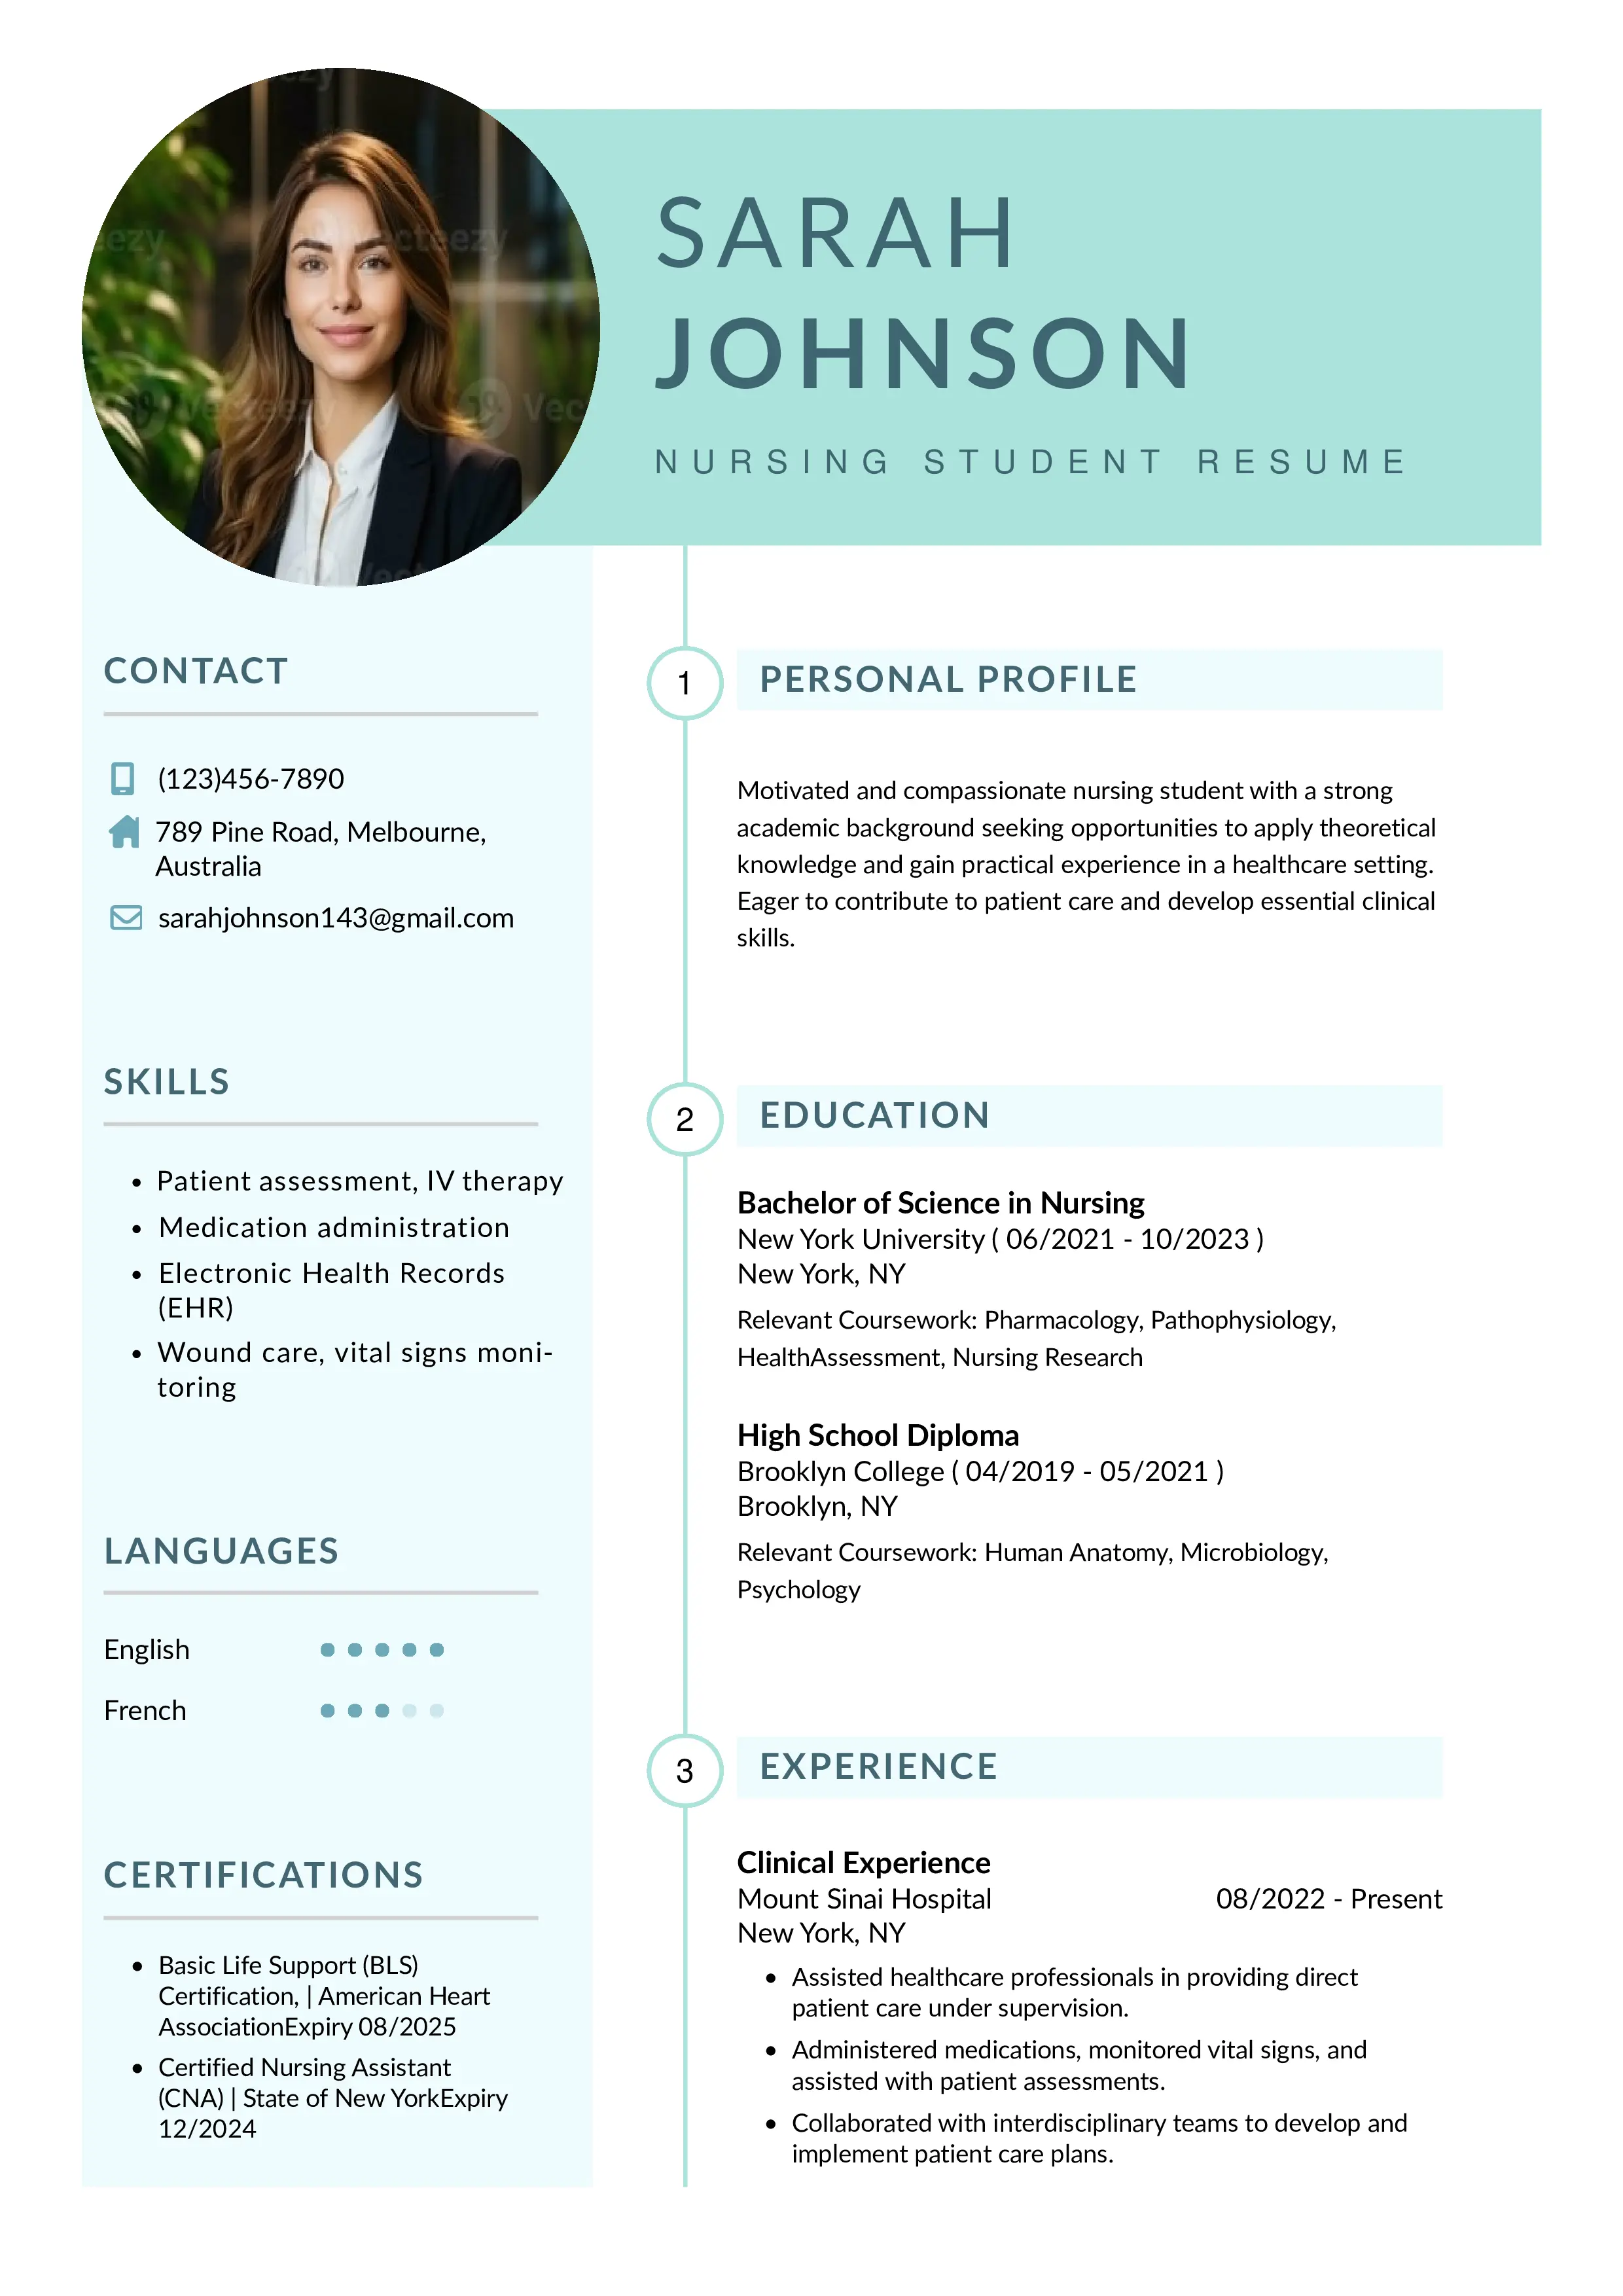 SARAH
JOHNSON
NURSING STUDENT RESUME
CONTACT
(123)456-7890
789 Pine Road, Melbourne,
Australia
sarahjohnson143@gmail.com
SKILLS
• Patient assessment, IV therapy
• Medication administration
• Electronic Health Records
(EHR)
• Wound care, vital signs moni-
toring
LANGUAGES
English
French
CERTIFICATIONS
• Basic Life Support (BLS)
Certification, | American Heart
AssociationExpiry 08/2025
• Certified Nursing Assistant
(CNA) | State of New YorkExpiry
12/2024
1 PERSONAL PROFILE
Motivated and compassionate nursing student with a strong
academic background seeking opportunities to apply theoretical
knowledge and gain practical experience in a healthcare setting.
Eager to contribute to patient care and develop essential clinical
skills.
2 EDUCATION
Bachelor of Science in Nursing
New York University ( 06/2021 - 10/2023 )
New York, NY
Relevant Coursework: Pharmacology, Pathophysiology,
HealthAssessment, Nursing Research
High School Diploma
Brooklyn College ( 04/2019 - 05/2021 )
Brooklyn, NY
Relevant Coursework: Human Anatomy, Microbiology,
Psychology
3 EXPERIENCE
Clinical Experience
Mount Sinai Hospital 08/2022 - Present
New York, NY
• Assisted healthcare professionals in providing direct
patient care under supervision.
• Administered medications, monitored vital signs, and
assisted with patient assessments.
• Collaborated with interdisciplinary teams to develop and
implement patient care plans.